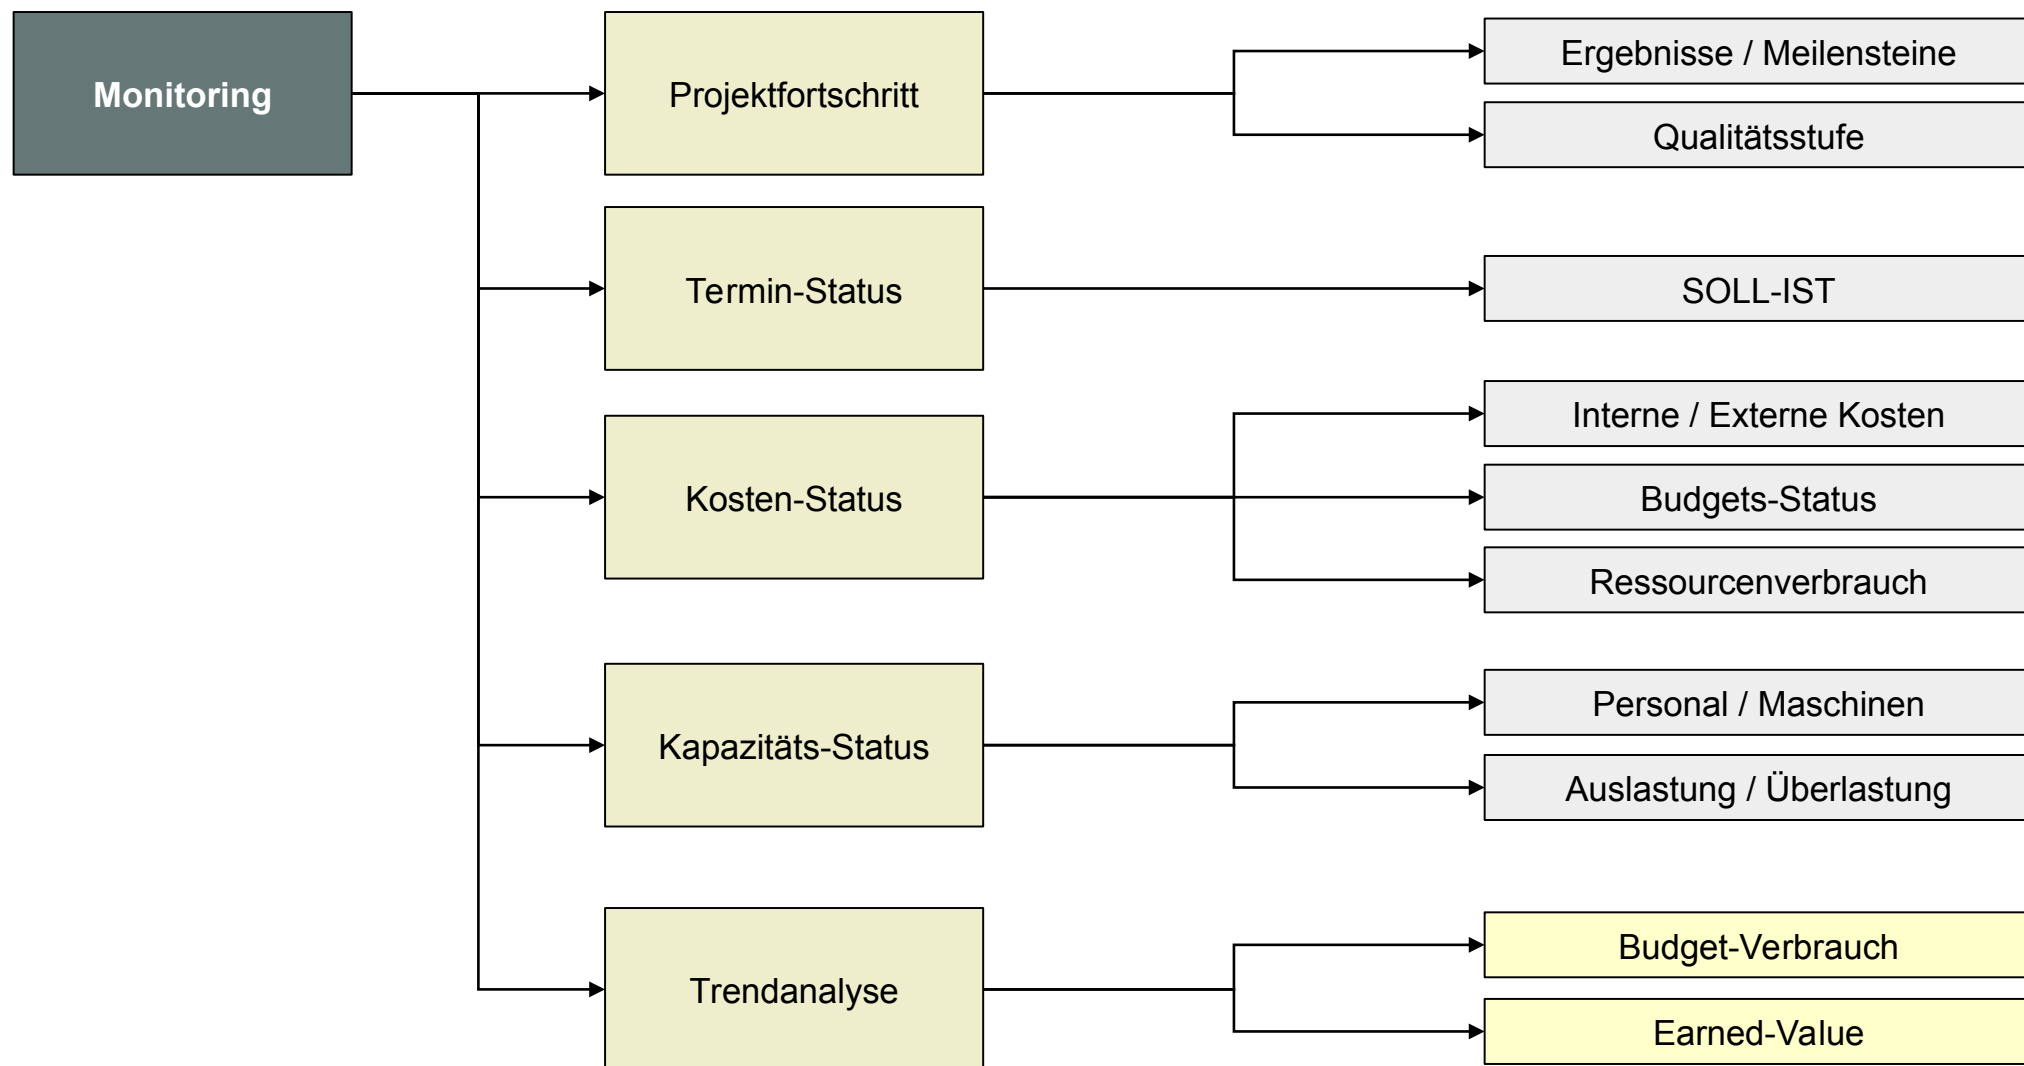 Monitoring
Projektfortschritt
Ergebnisse / Meilensteine
Qualitätsstufe
Termin-Status
SOLL-IST
Kosten-Status
Interne / Externe Kosten
Budgets-Status
Ressourcenverbrauch
Kapazitäts-Status
Personal / Maschinen
Auslastung / Überlastung
Trendanalyse
Budget-Verbrauch
Earned-Value